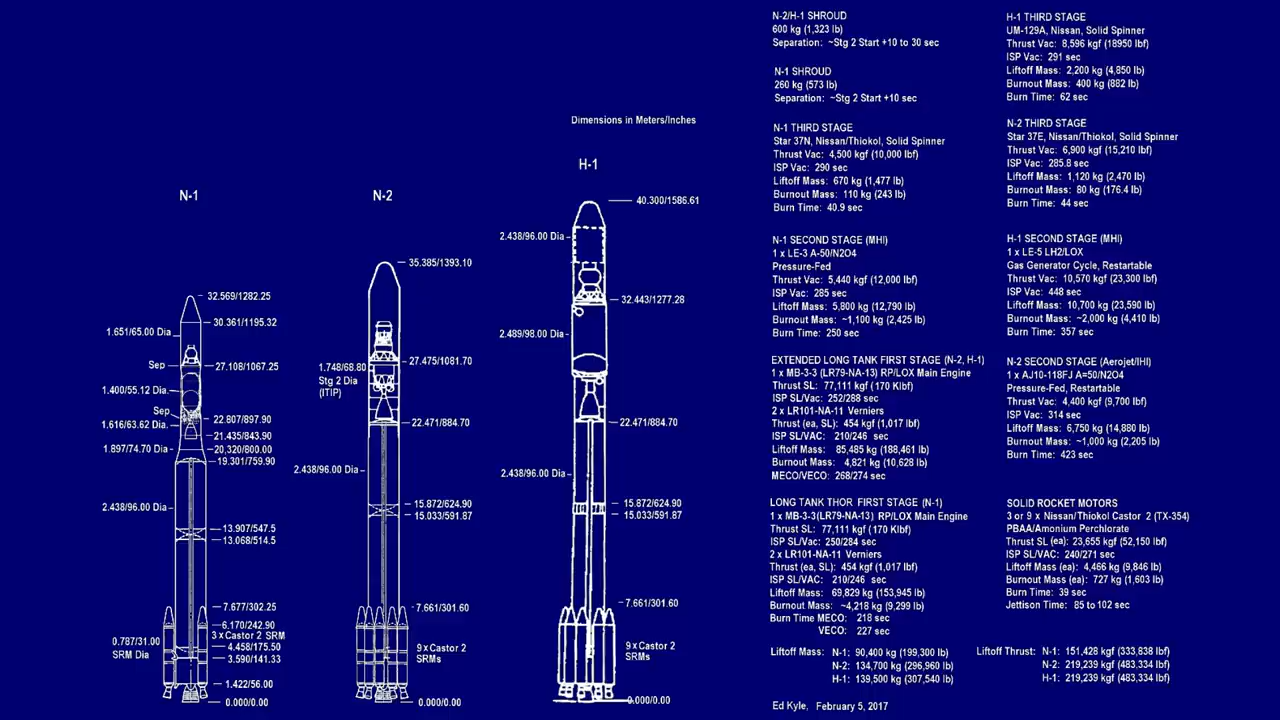 Dimensions in Meters/Inches
N-1
32.569/1282.25
30.361/1195.32
1.651/65.00 Dia
Sep
27.108/1067.25
1.400/55.12 Dia
Sep
1.616/63.62 Dia.
22.807/897.90
21.435/843.90
1.897/74.70 Dia
20,320/800.00
19.301/759.90
2.438/96.00 Dia
13.907/547.5
13.068/514.5
7.677/302.25
6.170/242.90
3 x Castor 2 SRM
0.787/31.00
SRM Dia
4.458/175.50
3.590/141.33
1.422/56.00
0.000/0.00
N-2
35.385/1393.10
27.475/1081.70
1.748/68.80
Stg 2 Dia
(ITIP)
22.471/884.70
2.438/96.00 Dia
15.872/624.90
15.033/591.87
7.661/301.60
9 x Castor 2
SRMs
0.000/0.00
H-1
40.300/1586.61
2.438/96.00 Dia
32.443/1277.28
2.489/98.00 Dia
22.471/884.70
2.438/96.00 Dia
15.872/624.90
15.033/591.87
7.661/301.60
9 x Castor 2
SRMs
0.000/0.00
N-2/H-1 SHROUD
600 kg (1,323 lb)
Separation: ~Stg 2 Start +10 to 30 sec
N-1 SHROUD
260 kg (573 lb)
Separation: ~Stg 2 Start +10 sec
N-1 THIRD STAGE
Star 37N, Nissan/Thiokol, Solid Spinner
Thrust Vac: 4,500 kgf (10,000 lbf)
ISP Vac: 290 sec
Liftoff Mass: 670 kg (1,477 lb)
Burnout Mass: 110 kg (243 lb)
Burn Time: 40.9 sec
N-1 SECOND STAGE (MHI)
1 x LE-3 A-50/N2O4
Pressure-Fed
Thrust Vac: 5,440 kgf (12,000 lbf)
ISP Vac: 285 sec
Liftoff Mass: 5,800 kg (12,790 lb)
Burnout Mass: ~1,100 kg (2,425 lb)
Burn Time: 250 sec
EXTENDED LONG TANK FIRST STAGE (N-2, H-1)
1 x MB-3-3 (LR79-NA-13) RP/LOX Main Engine
Thrust SL: 77,111 kgf (170 Klbf)
ISP SL/Vac: 252/288 sec
2 x LR101-NA-11 Verniers
Thrust (ea, SL): 454 kgf (1,017 lbf)
ISP SL/VAC: 210/246 sec
Liftoff Mass: 85,485 kg (188,461 lb)
Burnout Mass: 4,821 kg (10,628 lb)
MECO/VECO: 268/274 sec
LONG TANK THOR FIRST STAGE (N-1)
1 x MB-3-3(LR79-NA-13) RP/LOX Main Engine
Thrust SL: 77,111 kgf ( 170 Klbf)
ISP SL/Vac: 250/284 sec
2 x LR101-NA-11 Verniers
Thrust (ea, SL): 454 kgf (1,017 lbf)
ISP SL/VAC: 210/246 sec
Liftoff Mass: 69,829 kg (153,945 lb)
Burnout Mass: ~4,218 kg (9,299 lb)
Burn Time MECO: 218 sec
VECO: 227 sec
Liftoff Mass: N-1: 90,400 kg (199,300 lb)
N-2: 134,700 kg (296,960 lb)
H-1: 139,500 kg (307,540 lb)
Ed Kyle, February 5, 2017
H-1 THIRD STAGE
UM-129A, Nissan, Solid Spinner
Thrust Vac: 8,596 kgf (18950 lbf)
ISP Vac: 291 sec
Liftoff Mass: 2,200 kg (4,850 lb)
Burnout Mass: 400 kg (882 lb)
Burn Time: 62 sec
N-2 THIRD STAGE
Star 37E, Nissan/Thiokol, Solid Spinner
Thrust Vac: 6,900 kgf (15,210 lbf)
ISP Vac: 285.8 sec
Liftoff Mass: 1,120 kg (2,470 lb)
Burnout Mass: 80 kg (176.4 lb)
Burn Time: 44 sec
H-1 SECOND STAGE (MHI)
1 x LE-5 LH2/LOX
Gas Generator Cycle, Restartable
Thrust Vac: 10,570 kgf (23,300 lbf)
ISP Vac: 448 sec
Liftoff Mass: 10,700 kg (23,590 lb)
Burnout Mass: ~2,000 kg (4,410 lb)
Burn Time: 357 sec
N-2 SECOND STAGE (Aerojet/IHI)
1 x AJ10-118FJ A=50/N2O4
Pressure-Fed, Restartable
Thrust Vac: 4,400 kgf (9,700 lbf)
ISP Vac: 314 sec
Liftoff Mass: 6,750 kg (14,880 lb)
Burnout Mass: ~1,000 kg (2,205 lb)
Burn Time: 423 sec
SOLID ROCKET MOTORS
3 or 9 x Nissan/Thiokol Castor 2 (TX-354)
PBAA/Amonium Perchlorate
Thrust SL (ea): 23,655 kgf (52,150 lbf)
ISP SL/VAC: 240/271 sec
Liftoff Mass (ea): 4,466 kg (9,846 lb)
Burnout Mass (ea): 727 kg (1,603 lb)
Burn Time: 39 sec
Jettison Time: 85 to 102 sec
Liftoff Thrust: N-1: 151,428 kgf (333,838 lbf)
N-2: 219,239 kgf (483,334 lbf)
H-1: 219,239 kgf (483,334 lbf)